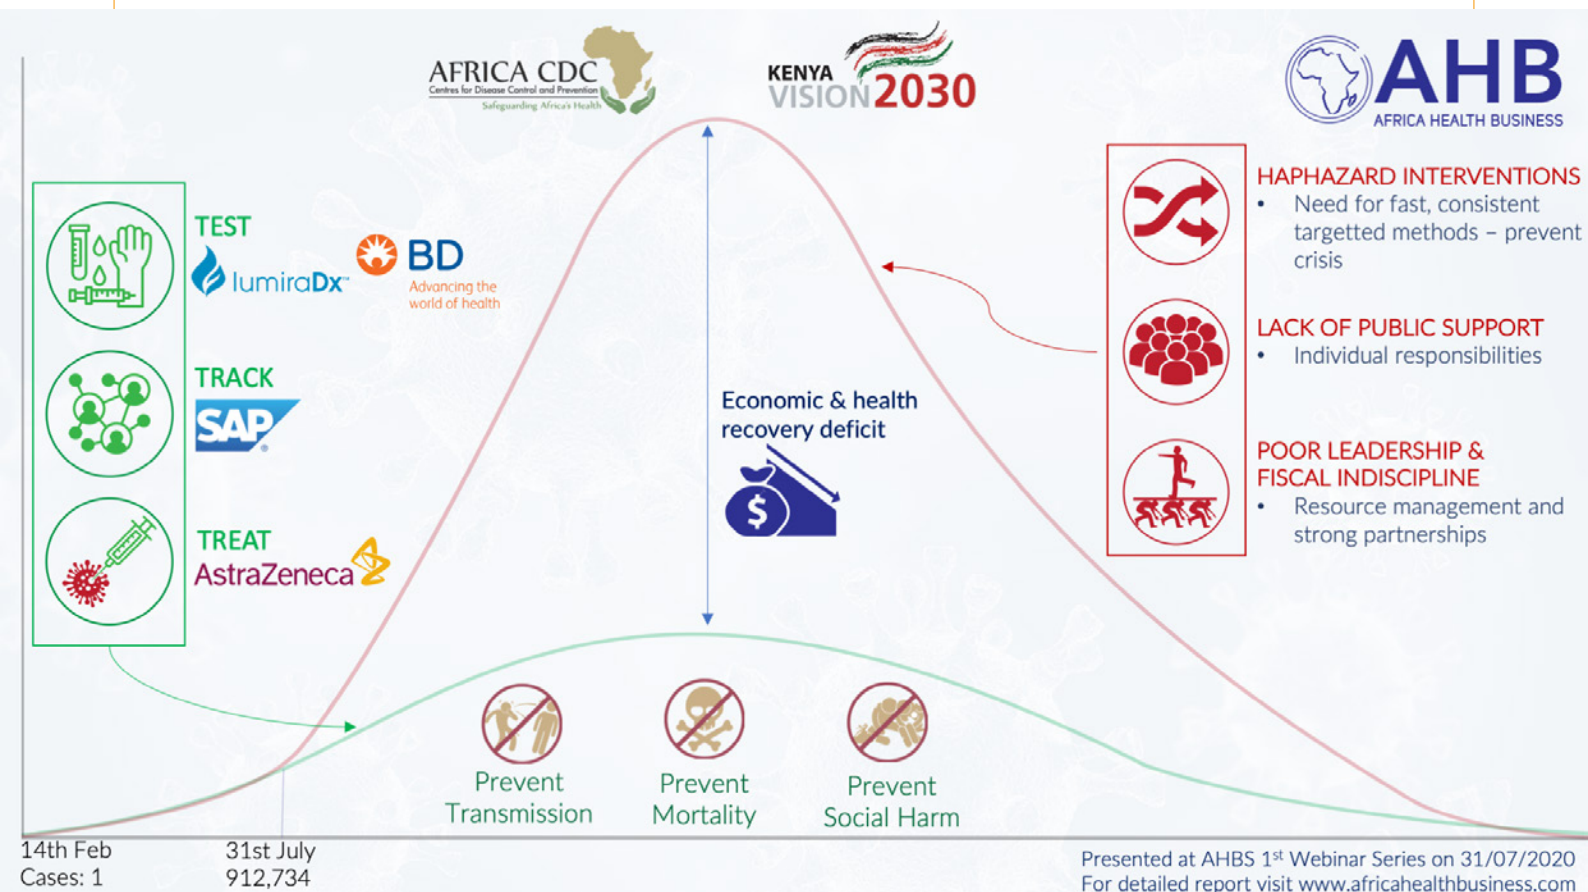 AFRICA CDC
Centres for Disease Control and Prevention
Safeguarding Africa's Health
KENYA
VISION 2030
AHB
AFRICA HEALTH BUSINESS
TEST
lumiraDx™
BD
Advancing the
world of health
TRACK
SAP®
TREAT
AstraZeneca
Economic & health
recovery deficit
$
HAPHAZARD INTERVENTIONS
• Need for fast, consistent
targetted methods – prevent
crisis
LACK OF PUBLIC SUPPORT
• Individual responsibilities
POOR LEADERSHIP &
FISCAL INDISCIPLINE
• Resource management and
strong partnerships
Prevent
Transmission
Prevent
Mortality
Prevent
Social Harm
14th Feb
Cases: 1
31st July
912,734
Presented at AHBS 1st Webinar Series on 31/07/2020
For detailed report visit www.africahealthbusiness.com